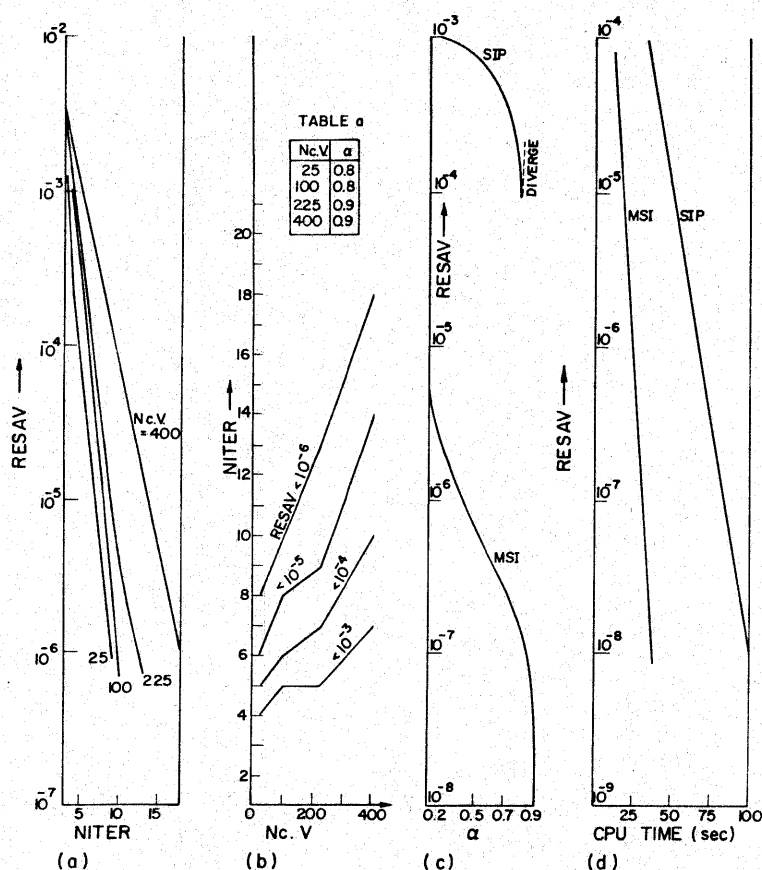 10^-2
10^-3
10^-4
10^-5
10^-6
10^-7
RESAV →
Nc.V.
= 400
25
100
225
5 10 15
NITER
(a)
TABLE a
Nc.V. α
25 0.8
100 0.8
225 0.9
400 0.9
20
18
16
14
12
10
8
6
4
2
NITER →
RESAV < 10^-6
< 10^-5
< 10^-4
< 10^-3
0 200 400
Nc. V
(b)
10^-3
10^-4
10^-5
10^-6
10^-7
10^-8
RESAV →
SIP
DIVERGE
MSI
0.2 0.5 0.7 0.9
α
(c)
10^-4
10^-5
10^-6
10^-7
10^-8
10^-9
RESAV →
MSI
SIP
25 50 75 100
CPU TIME (sec)
(d)